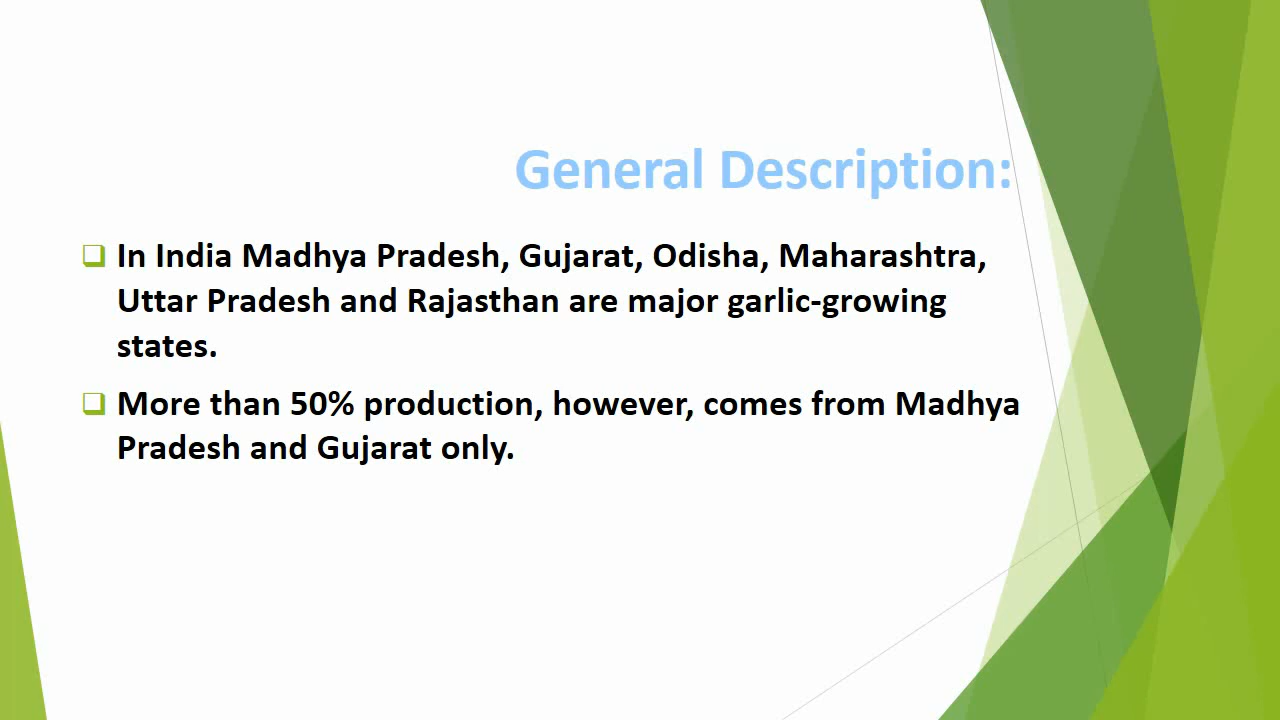 General Description:
In India Madhya Pradesh, Gujarat, Odisha, Maharashtra,
Uttar Pradesh and Rajasthan are major garlic-growing
states.
More than 50% production, however, comes from Madhya
Pradesh and Gujarat only.